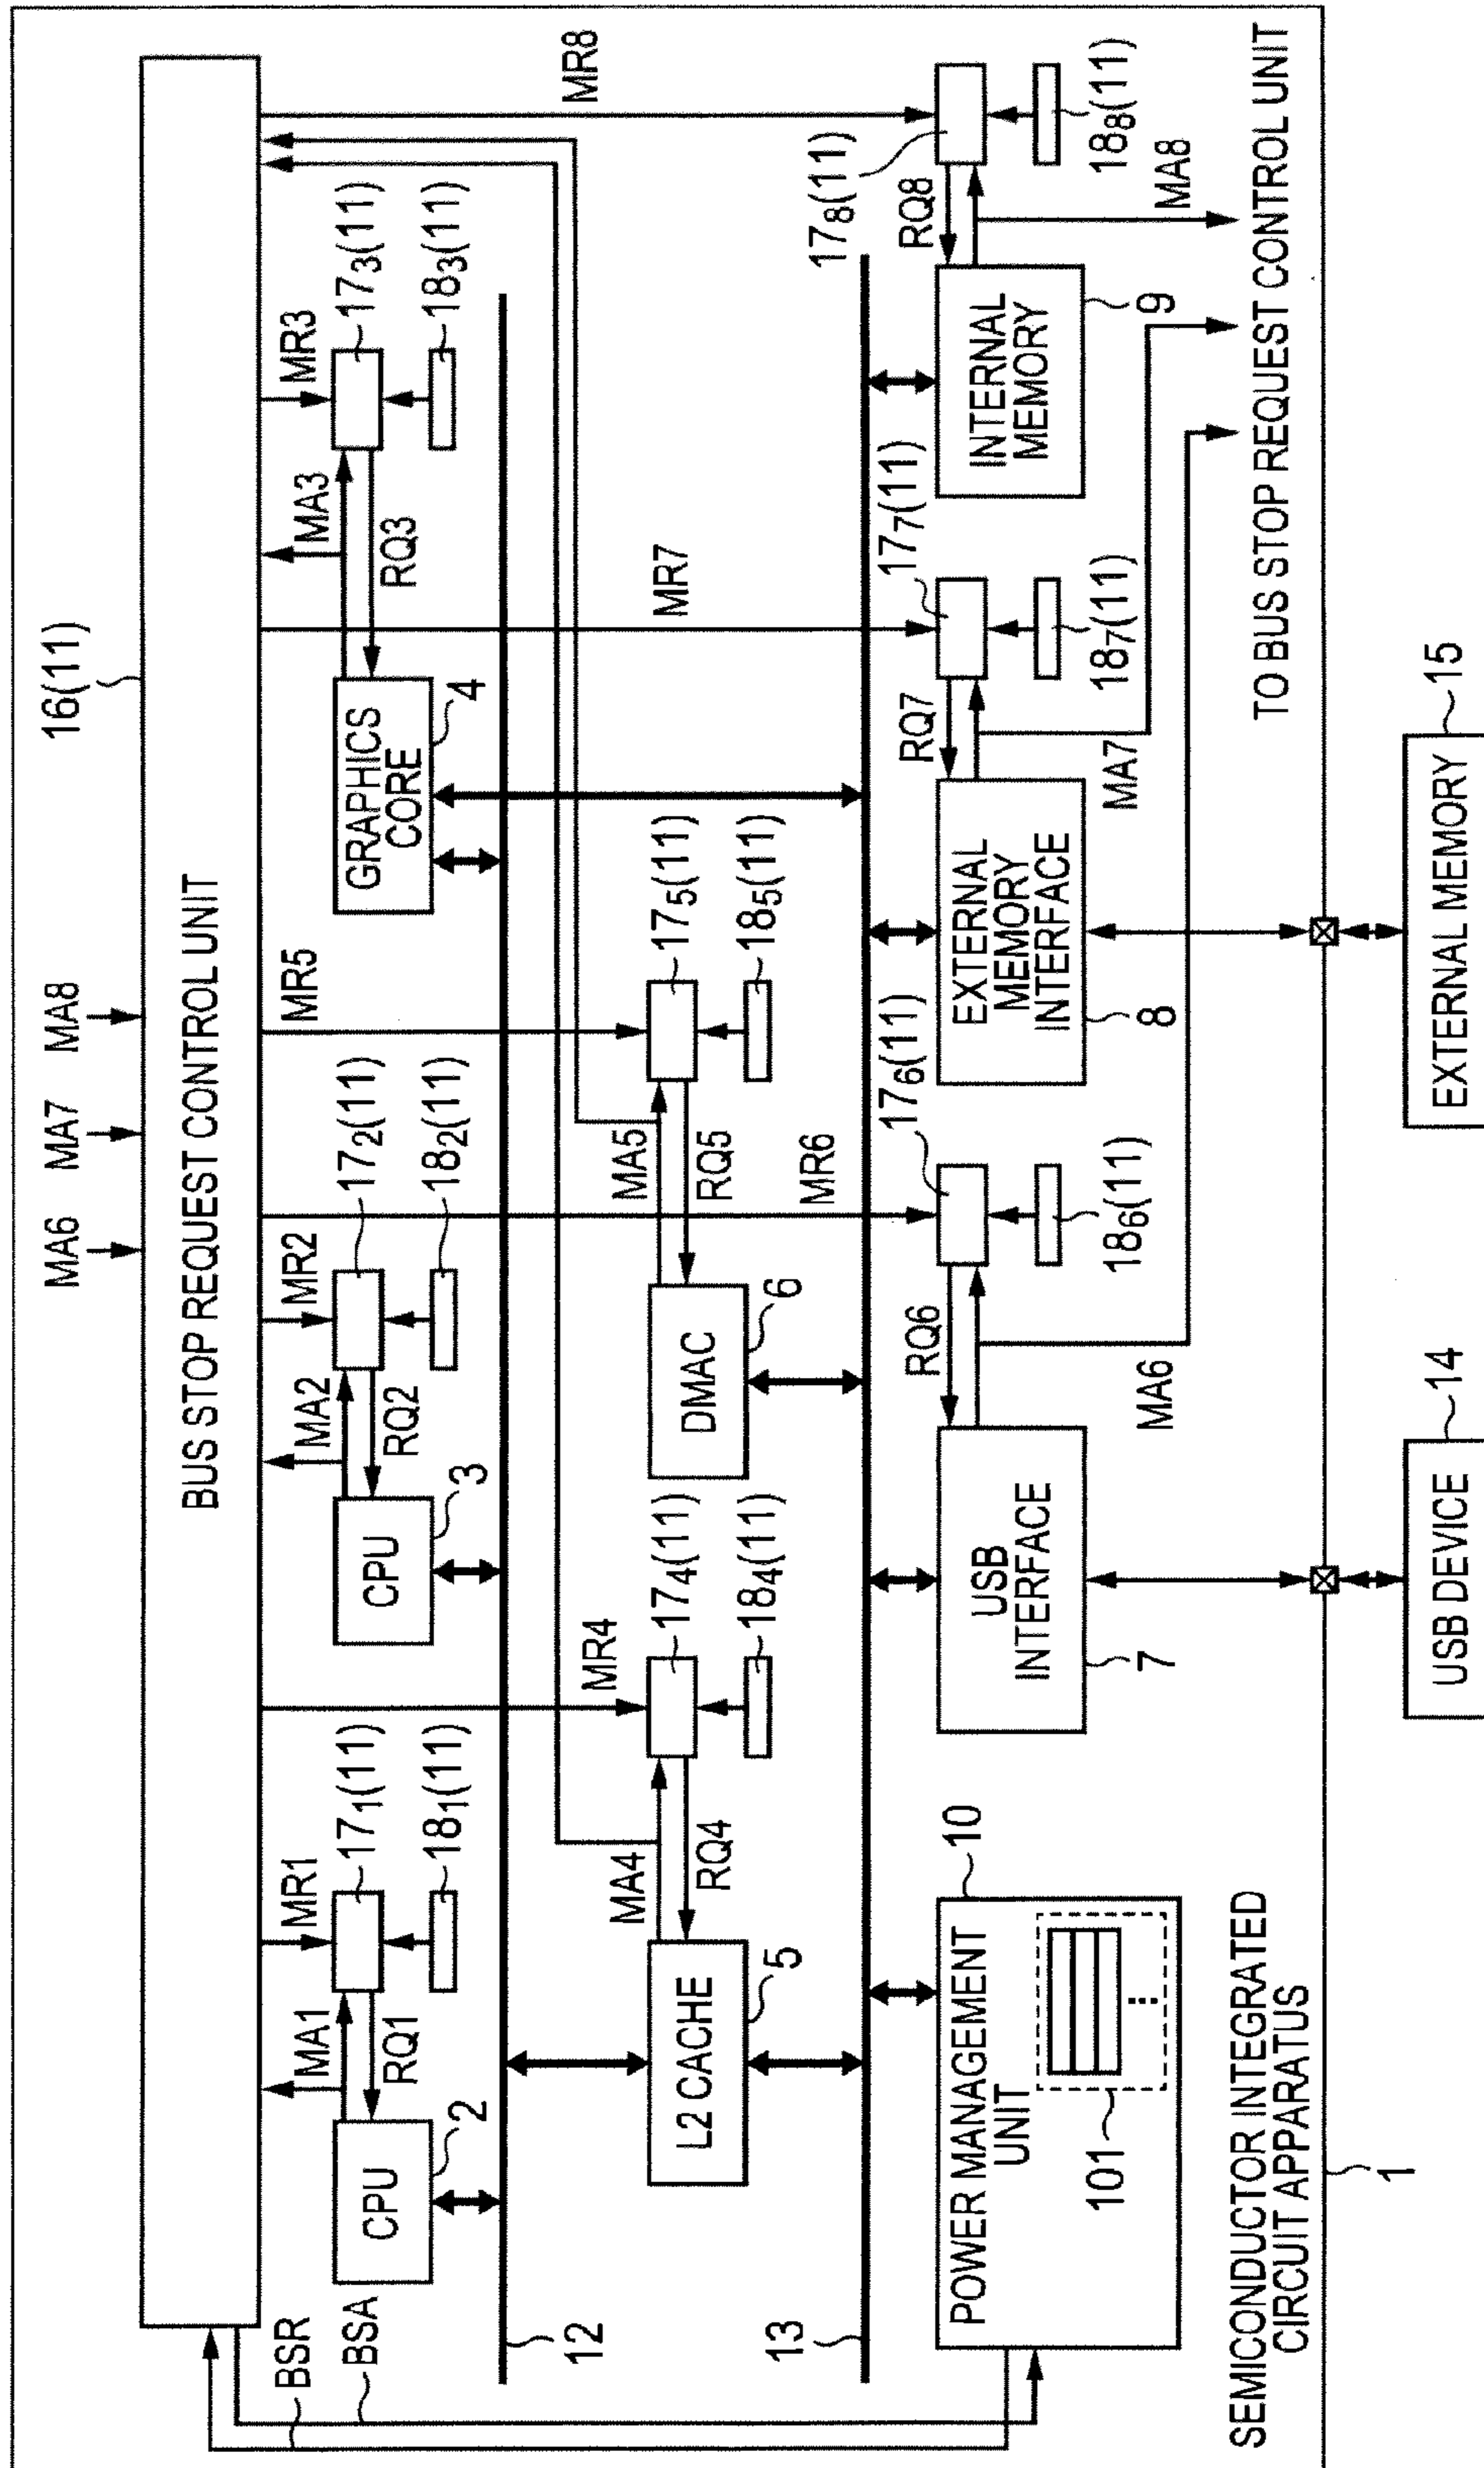 MA6
MA7
MA8
16(11)
BUS STOP REQUEST CONTROL UNIT
BSR
BSA
MA1
MR1
RQ1
17₁(11)
18₁(11)
CPU
2
MA2
MR2
RQ2
17₂(11)
18₂(11)
CPU
3
MA3
MR3
RQ3
17₃(11)
18₃(11)
GRAPHICS
CORE
4
12
MR4
MA4
RQ4
17₄(11)
18₄(11)
L2 CACHE
5
MR5
MA5
RQ5
17₅(11)
18₅(11)
DMAC
6
MR6
MR7
MR8
13
POWER MANAGEMENT
UNIT
10
101
USB
INTERFACE
7
RQ6
MA6
17₆(11)
18₆(11)
EXTERNAL
MEMORY
INTERFACE
8
RQ7
MA7
17₇(11)
18₇(11)
INTERNAL
MEMORY
9
RQ8
MA8
17₈(11)
18₈(11)
TO BUS STOP REQUEST CONTROL UNIT
SEMICONDUCTOR INTEGRATED
CIRCUIT APPARATUS
1
USB DEVICE
14
EXTERNAL MEMORY
15